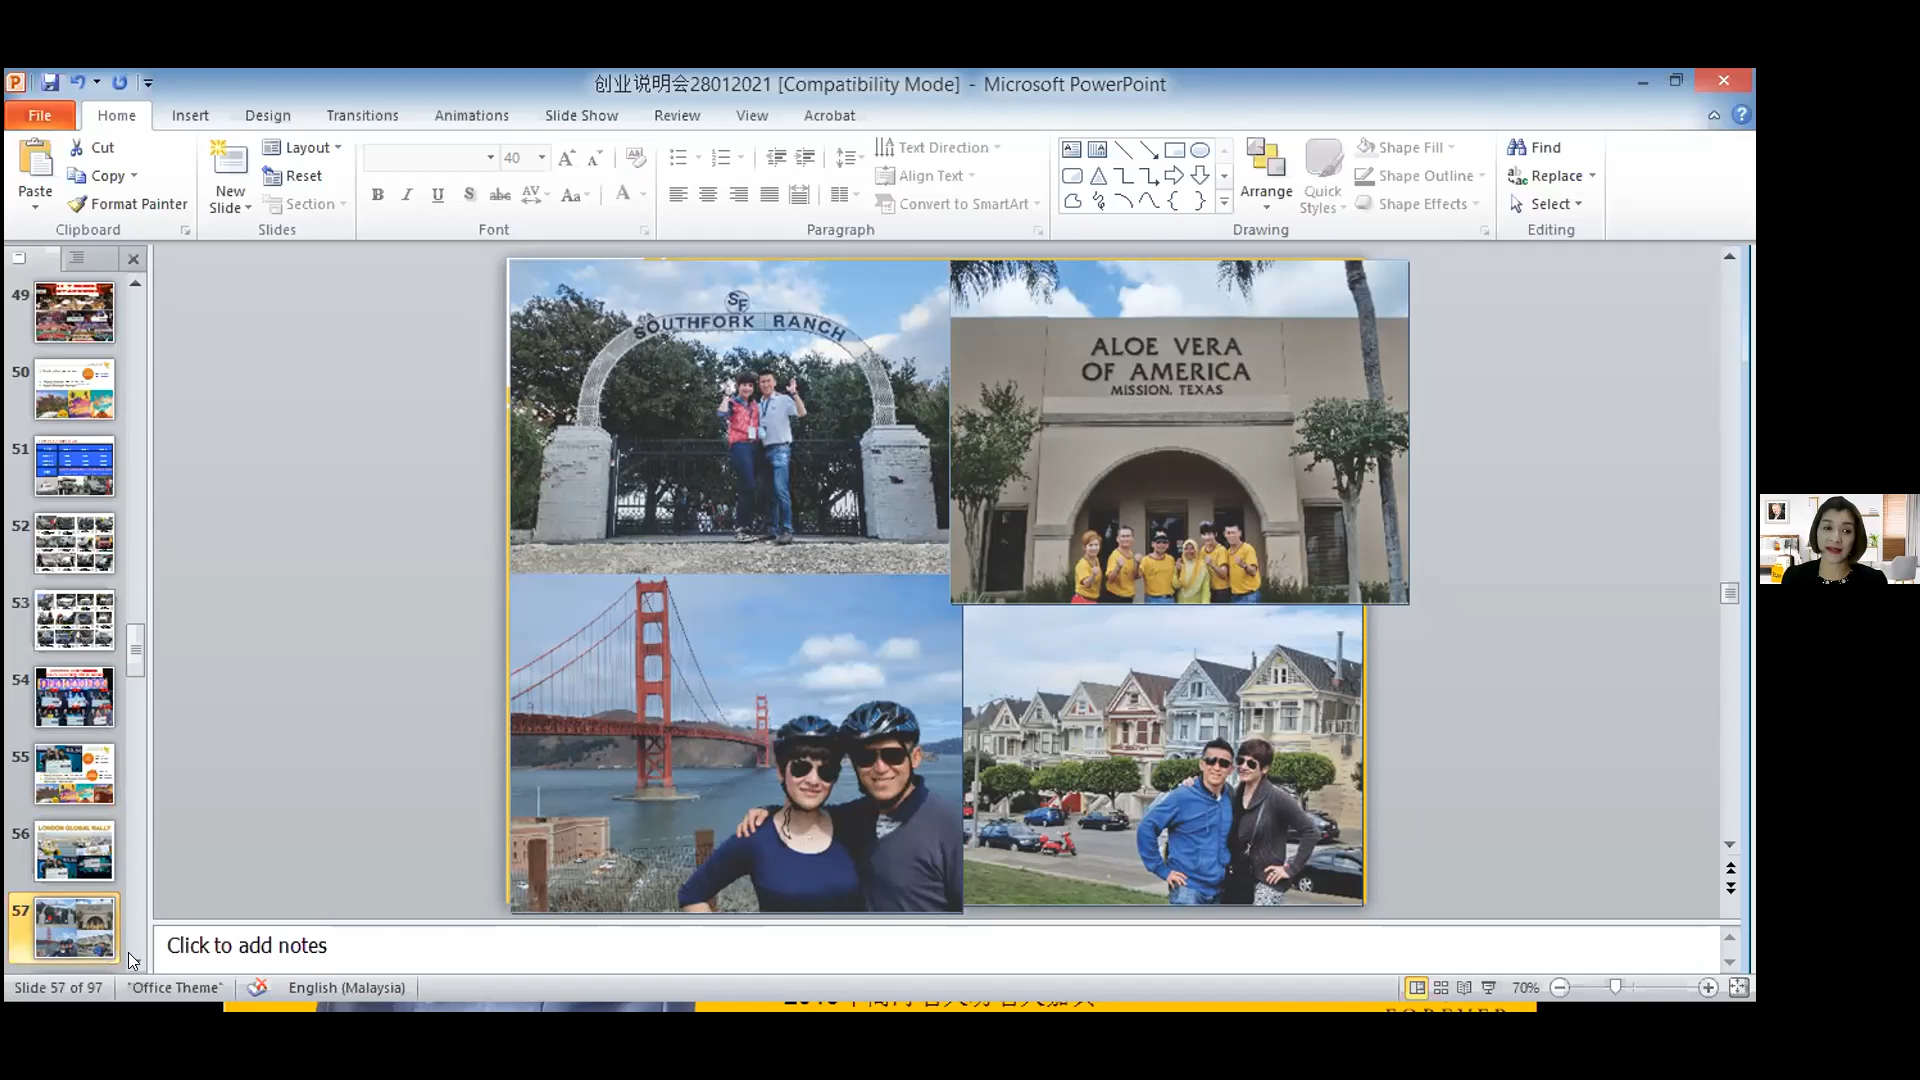 创业说明会28012021 [Compatibility Mode] - Microsoft PowerPoint
File Home Insert Design Transitions Animations Slide Show Review View Acrobat
Paste
Cut
Copy
Format Painter
Clipboard
New
Slide
Layout
Reset
Section
Slides
40
B I U S abc AV Aa A
Font
Text Direction
Align Text
Convert to SmartArt
Paragraph
Arrange
Quick
Styles
Shape Fill
Shape Outline
Shape Effects
Drawing
Find
Replace
Select
Editing
49
50
51
52
53
54
55
56
LONDON GLOBAL RALLY
57
SF
SOUTHFORK RANCH
ALOE VERA
OF AMERICA
MISSION, TEXAS
Click to add notes
Slide 57 of 97 "Office Theme" English (Malaysia) 70%
FOREVER